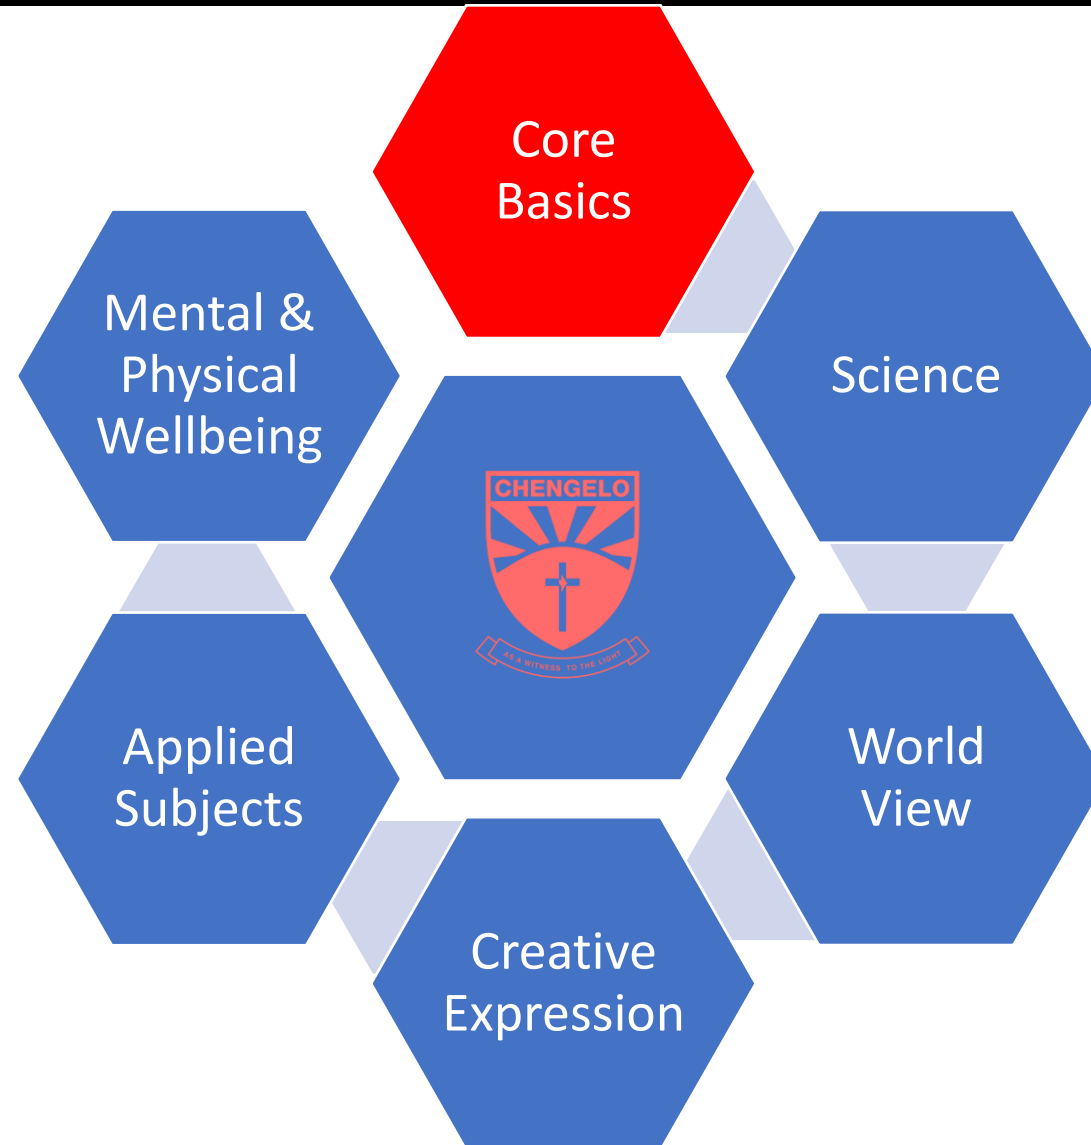 Core
Basics
Mental &
Physical
Wellbeing
Science
CHENGELO
AS A WITNESS TO THE LIGHT
Applied
Subjects
World
View
Creative
Expression